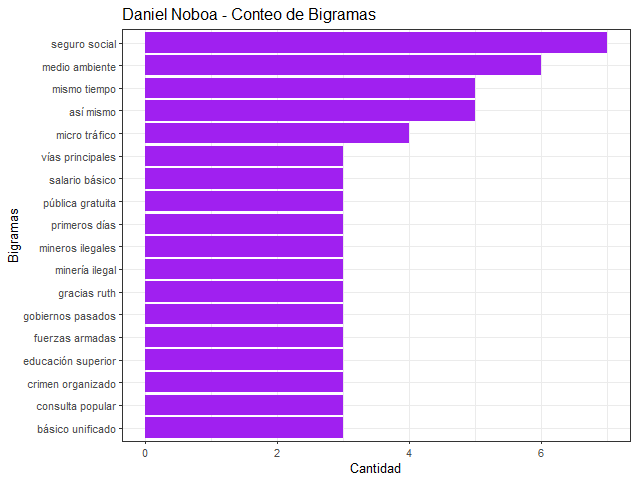 Daniel Noboa - Conteo de Bigramas
Bigramas
seguro social
medio ambiente
mismo tiempo
así mismo
micro tráfico
vías principales
salario básico
pública gratuita
primeros días
mineros ilegales
minería ilegal
gracias ruth
gobiernos pasados
fuerzas armadas
educación superior
crimen organizado
consulta popular
básico unificado
0 2 4 6
Cantidad